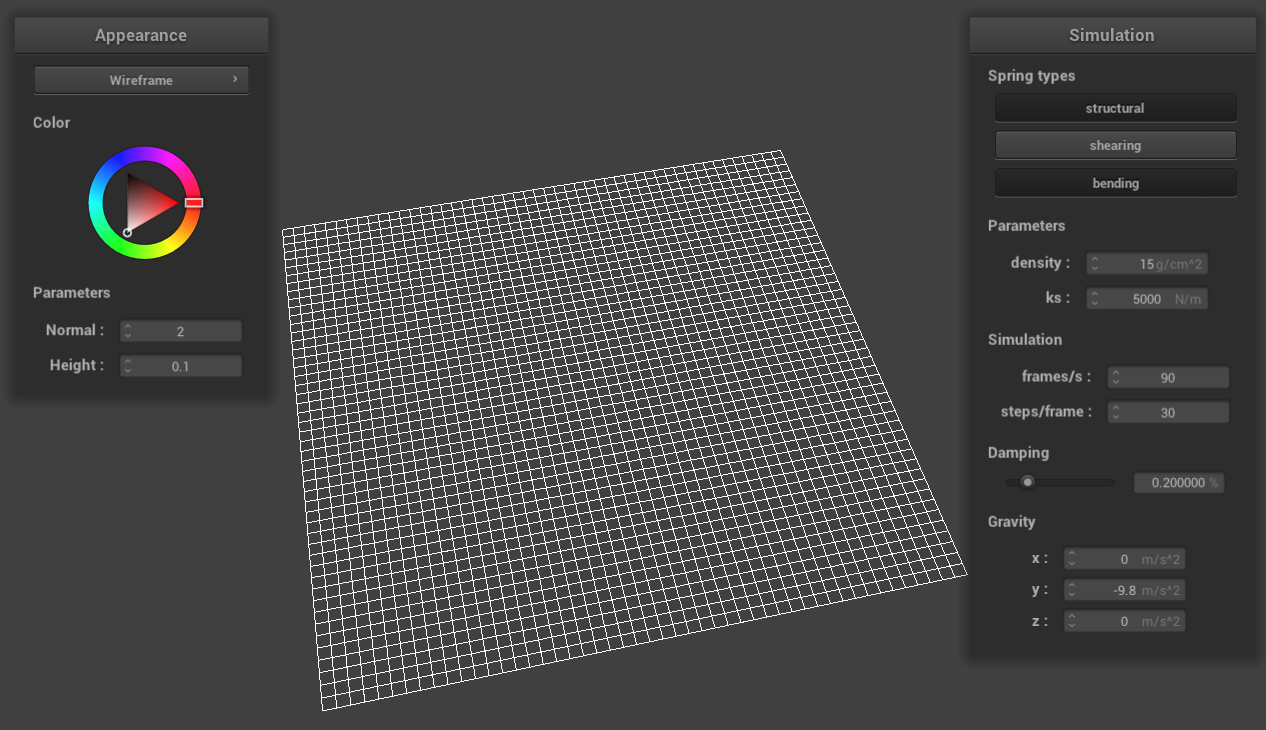 Appearance
Wireframe ›
Color
Parameters
Normal : 2
Height : 0.1
Simulation
Spring types
structural
shearing
bending
Parameters
density : 15 g/cm^2
ks : 5000 N/m
Simulation
frames/s : 90
steps/frame : 30
Damping
0.200000 %
Gravity
x : 0 m/s^2
y : -9.8 m/s^2
z : 0 m/s^2